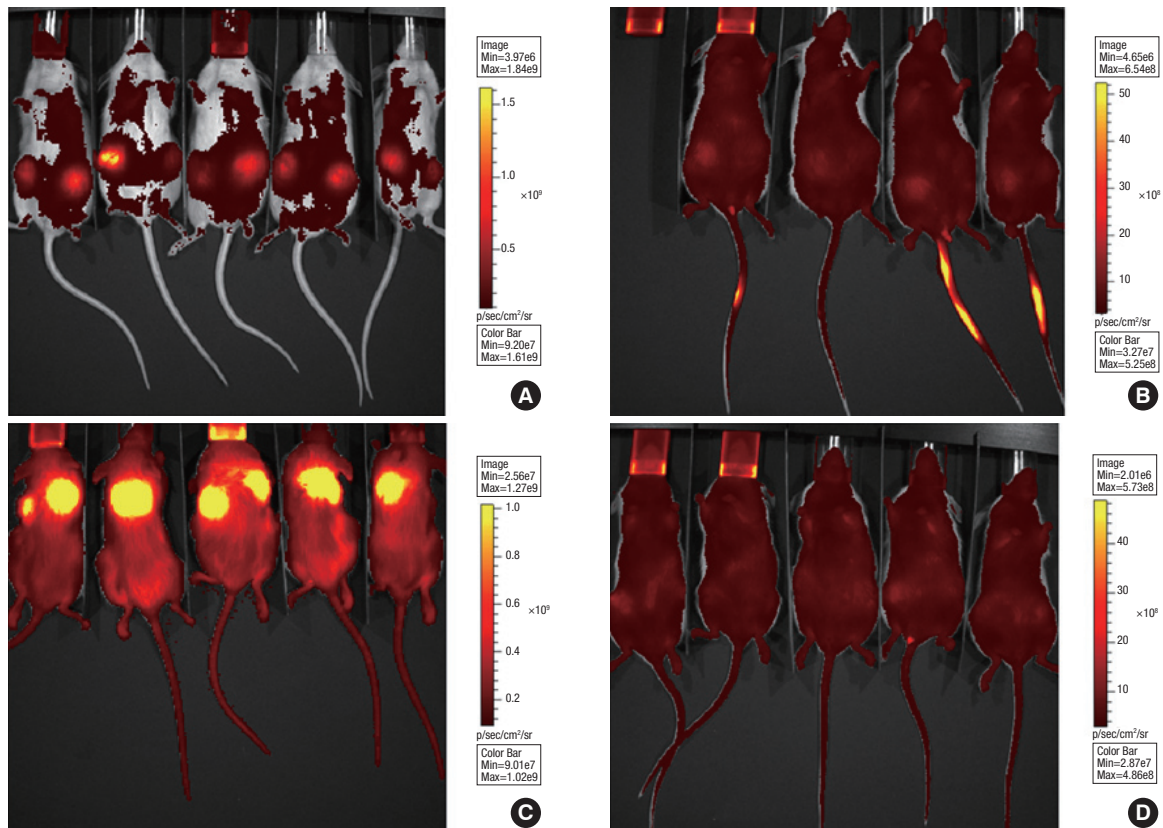 Image
Min=3.97e6
Max=1.84e9
1.5
1.0
×10⁹
0.5
p/sec/cm²/sr
Color Bar
Min=9.20e7
Max=1.61e9
A
Image
Min=4.65e6
Max=6.54e8
50
40
30
×10⁸
20
10
p/sec/cm²/sr
Color Bar
Min=3.27e7
Max=5.25e8
B
Image
Min=2.56e7
Max=1.27e9
1.0
0.8
0.6
×10⁹
0.4
0.2
p/sec/cm²/sr
Color Bar
Min=9.01e7
Max=1.02e9
C
Image
Min=2.01e6
Max=5.73e8
40
30
×10⁸
20
10
p/sec/cm²/sr
Color Bar
Min=2.87e7
Max=4.86e8
D